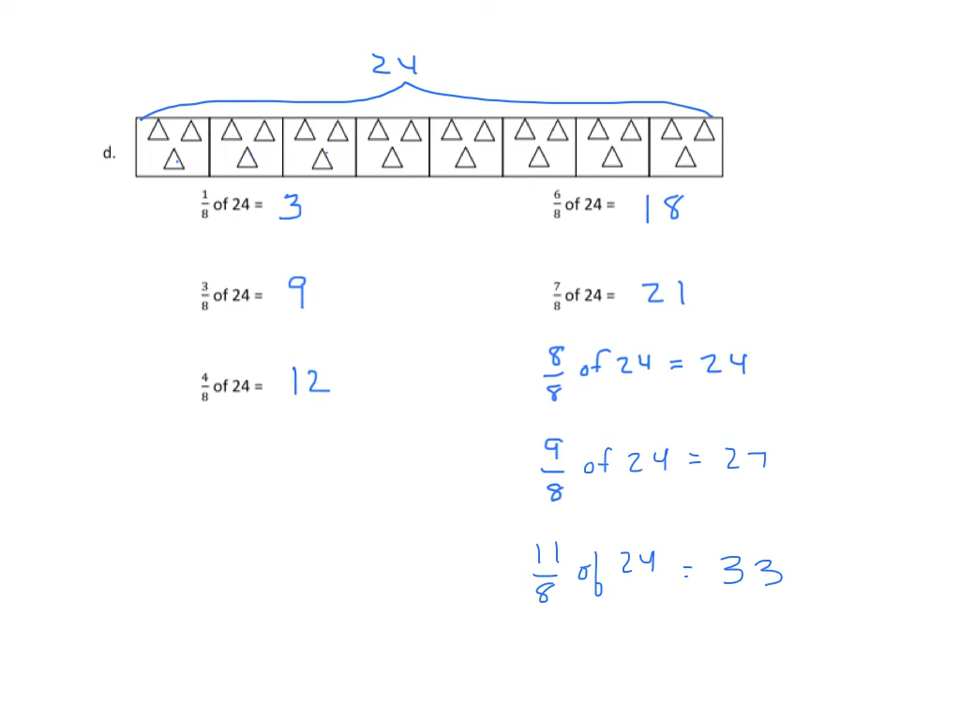 24
d.
1/8 of 24 = 3
6/8 of 24 = 18
3/8 of 24 = 9
7/8 of 24 = 21
8/8 of 24 = 24
4/8 of 24 = 12
9/8 of 24 = 27
11/8 of 24 = 33